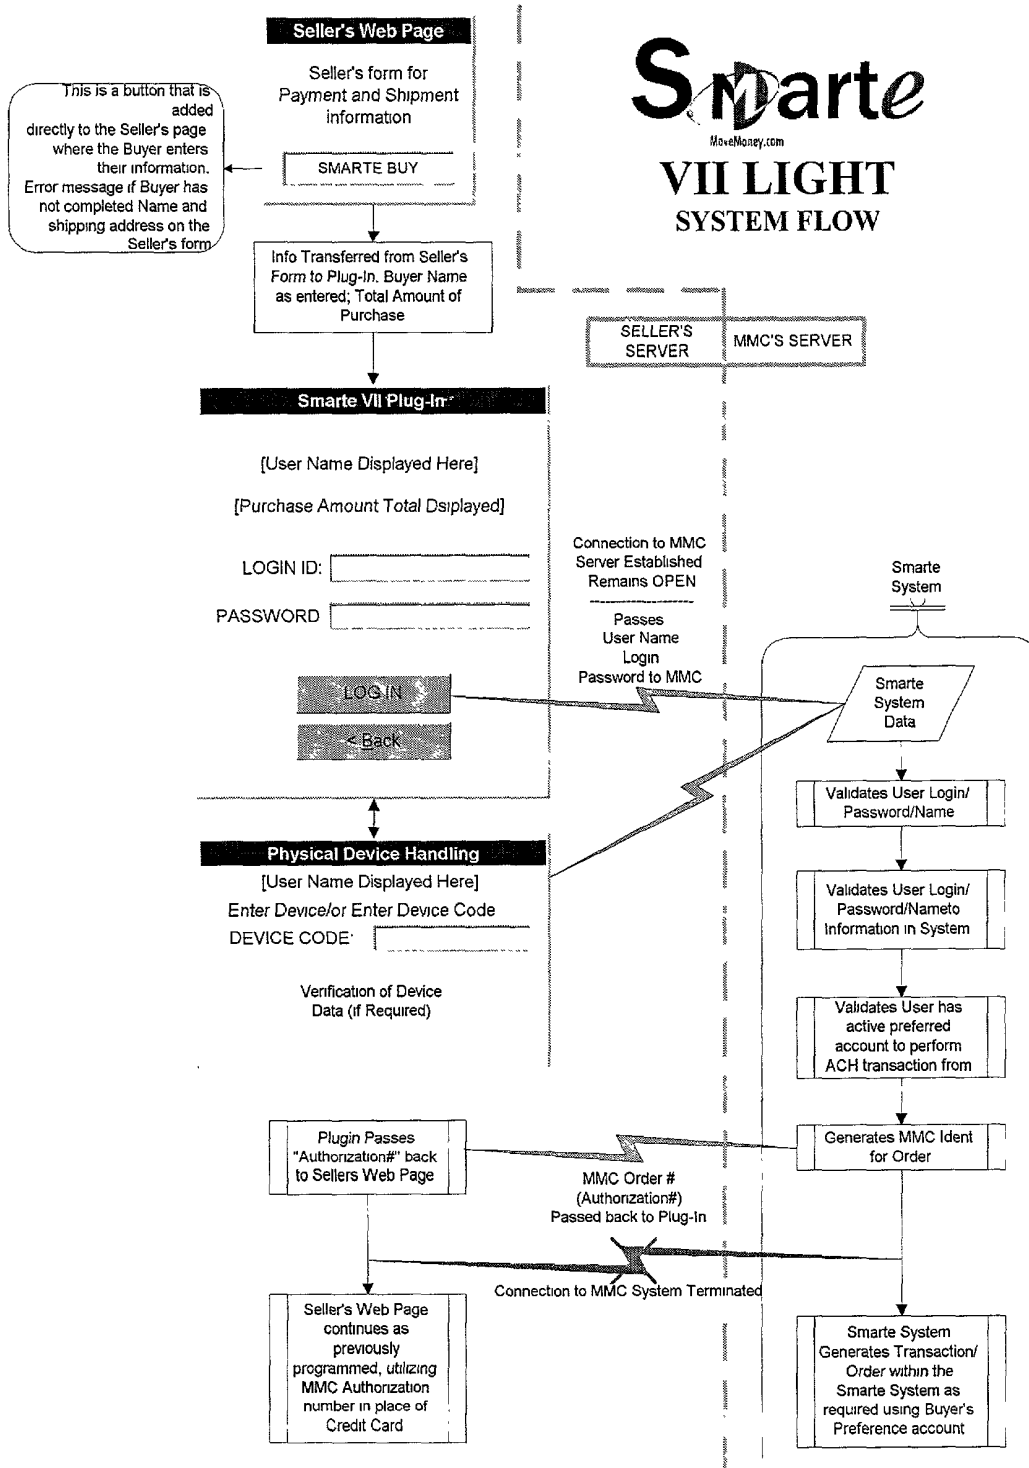 Seller's Web Page
Seller's form for
Payment and Shipment
Information
SMARTE BUY
This is a button that is
added
directly to the Seller's page
where the Buyer enters
their information.
Error message if Buyer has
not completed Name and
shipping address on the
Seller's form
Smarte
MoveMoney.com
VII LIGHT
SYSTEM FLOW
Info Transferred from Seller's
Form to Plug-In. Buyer Name
as entered; Total Amount of
Purchase
SELLER'S
SERVER
MMC'S SERVER
Smarte VII Plug-In
[User Name Displayed Here]
[Purchase Amount Total Dsiplayed]
LOGIN ID:
PASSWORD
LOG IN
< Back
Connection to MMC
Server Established
Remains OPEN
Passes
User Name
Login
Password to MMC
Smarte
System
Smarte
System
Data
Validates User Login/
Password/Name
Validates User Login/
Password/Nameto
Information in System
Validates User has
active preferred
account to perform
ACH transaction from
Generates MMC Ident
for Order
Physical Device Handling
[User Name Displayed Here]
Enter Device/or Enter Device Code
DEVICE CODE:
Verification of Device
Data (if Required)
Plugin Passes
"Authorization#" back
to Sellers Web Page
MMC Order #
(Authorization#)
Passed back to Plug-In
Connection to MMC System Terminated
Seller's Web Page
continues as
previously
programmed, utilizing
MMC Authorization
number in place of
Credit Card
Smarte System
Generates Transaction/
Order within the
Smarte System as
required using Buyer's
Preference account